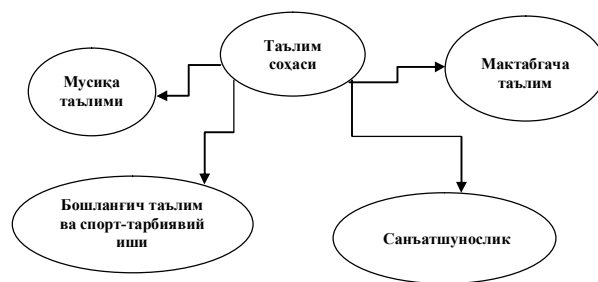 Таълим
соҳаси
Мусиқа
таълими
Мактабгача
таълим
Бошланғич таълим
ва спорт-тарбиявий
иши
Санъатшунослик